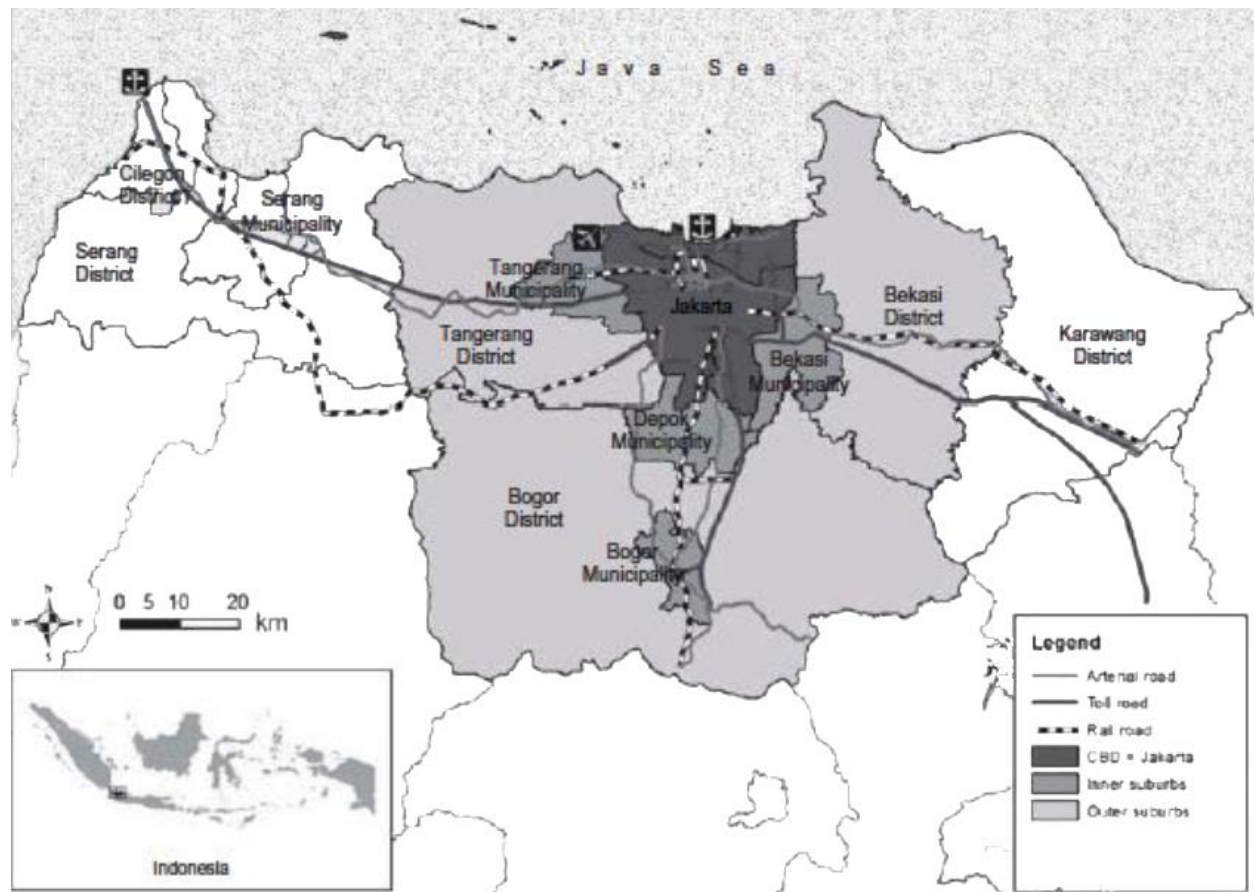 Java Sea
Cilegon
District
Serang
Municipality
Serang
District
Tangerang
Municipality
Jakarta
Bekasi
District
Tangerang
District
Karawang
District
Bekasi
Municipality
Depok
Municipality
Bogor
District
Bogor
Municipality
N
W
S
0 5 10 20
km
Indonesia
Legend
Arterial road
Toll road
Rail road
CBD = Jakarta
Inner suburbs
Outer suburbs